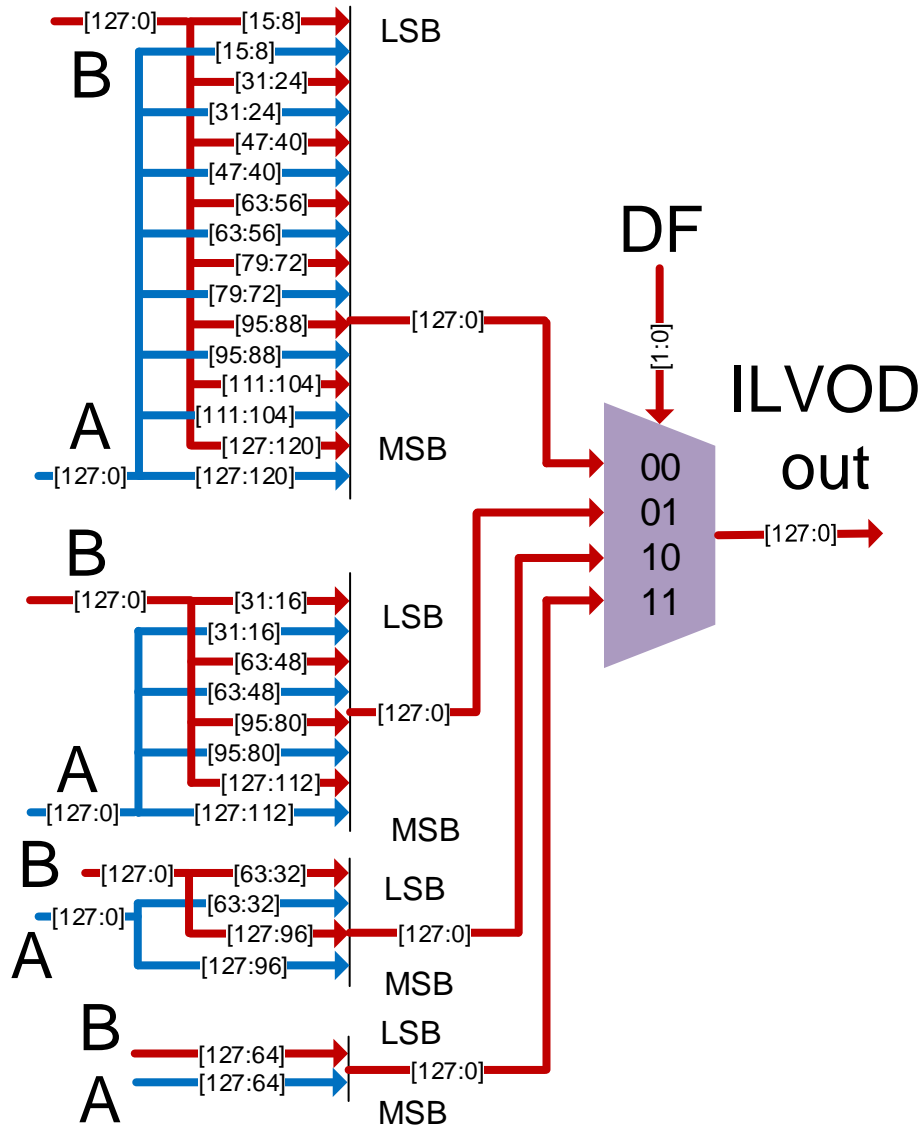 [127:0] [15:8] LSB
B [15:8]
[31:24]
[31:24]
[47:40]
[47:40]
[63:56]
[63:56]
[79:72]
[79:72]
[95:88] [127:0]
[95:88]
[111:104]
A [111:104]
[127:120] MSB
[127:0] [127:120]
DF
[1:0]
ILVOD
out
00
01
10
11
[127:0]
B
[127:0] [31:16] LSB
[31:16]
[63:48]
[63:48]
[95:80] [127:0]
A [95:80]
[127:112]
[127:0] [127:112] MSB
B [127:0] [63:32] LSB
[127:0] [63:32]
A [127:96] [127:0]
[127:96] MSB
B LSB
[127:64] [127:0]
A [127:64]
MSB